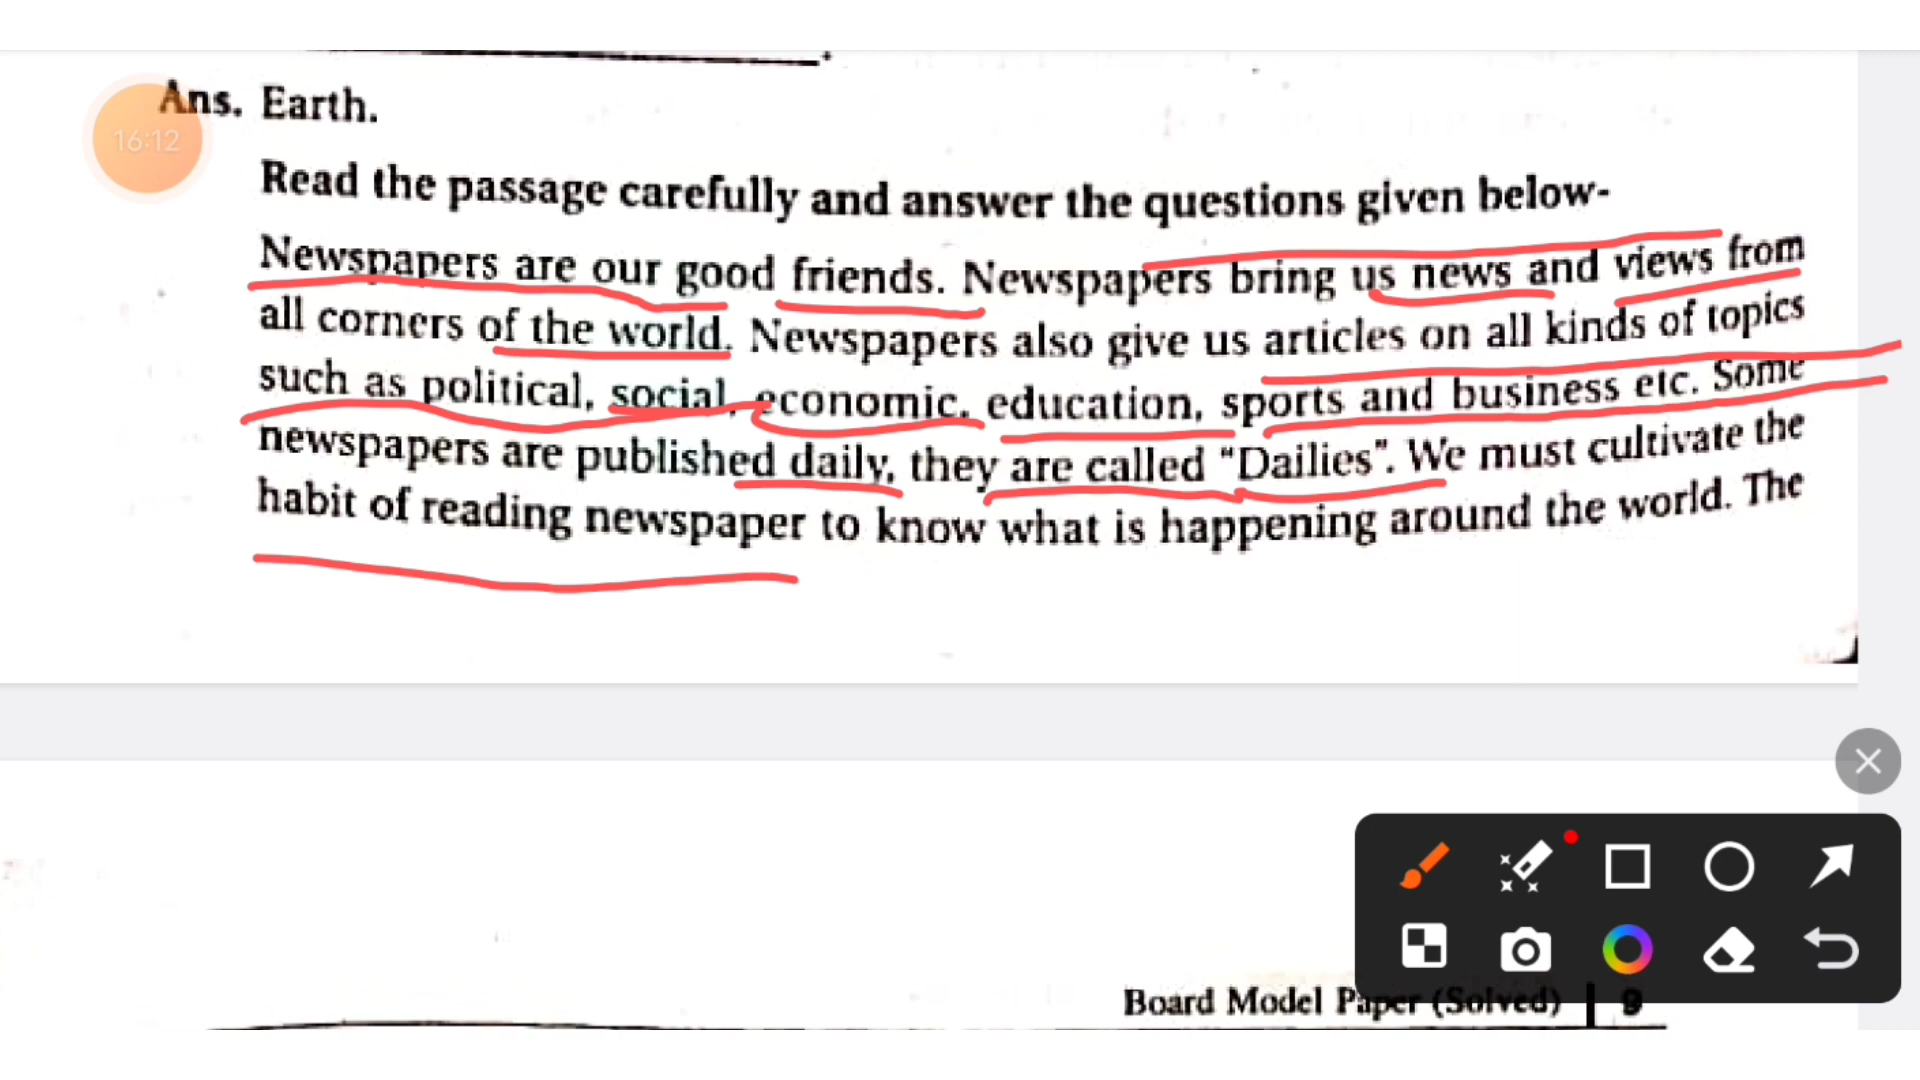 Ans. Earth.
16:12
Read the passage carefully and answer the questions given below-
Newspapers are our good friends. Newspapers bring us news and views from
all corners of the world. Newspapers also give us articles on all kinds of topics
such as political, social, economic, education, sports and business etc. Some
newspapers are published daily, they are called "Dailies". We must cultivate the
habit of reading newspaper to know what is happening around the world. The
Board Model Paper (Solved) 9